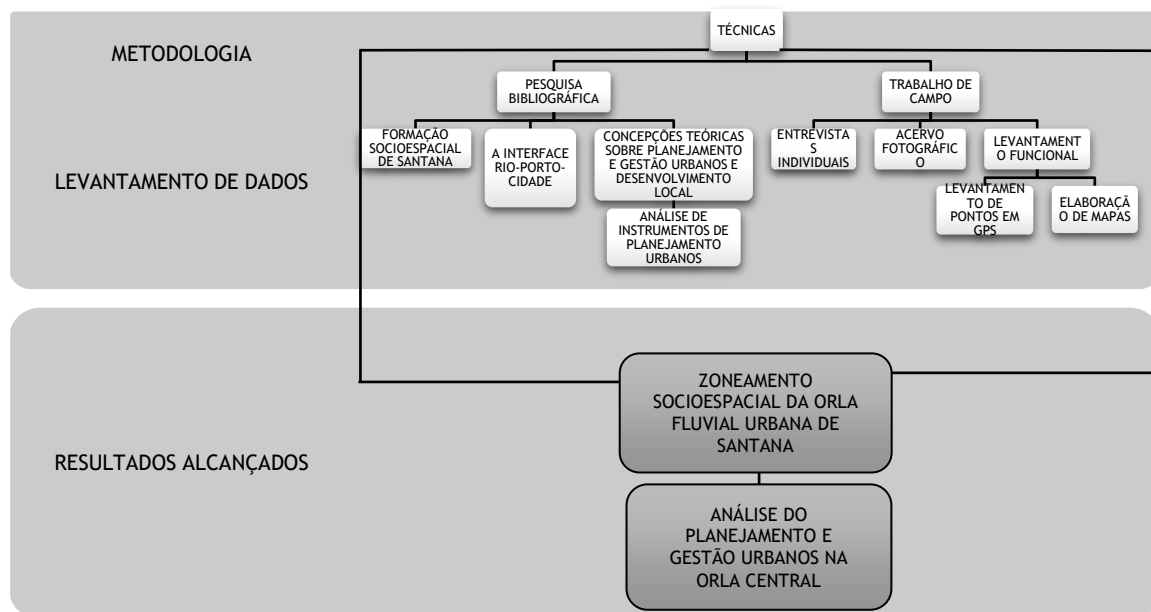 TÉCNICAS
METODOLOGIA
PESQUISA
BIBLIOGRÁFICA
TRABALHO DE
CAMPO
FORMAÇÃO
SOCIOESPACIAL
DE SANTANA
A INTERFACE
RIO-PORTO-
CIDADE
CONCEPÇÕES TEÓRICAS
SOBRE PLANEJAMENTO
E GESTÃO URBANOS E
DESENVOLVIMENTO
LOCAL
ENTREVISTA
S
INDIVIDUAIS
ACERVO
FOTOGRÁFIC
O
LEVANTAMENT
O FUNCIONAL
LEVANTAMENTO DE DADOS
ANÁLISE DE
INSTRUMENTOS DE
PLANEJAMENTO
URBANOS
LEVANTAMEN
TO DE
PONTOS EM
GPS
ELABORAÇÃ
O DE MAPAS
ZONEAMENTO
SOCIOESPACIAL DA ORLA
FLUVIAL URBANA DE
SANTANA
RESULTADOS ALCANÇADOS
ANÁLISE DO
PLANEJAMENTO E
GESTÃO URBANOS NA
ORLA CENTRAL